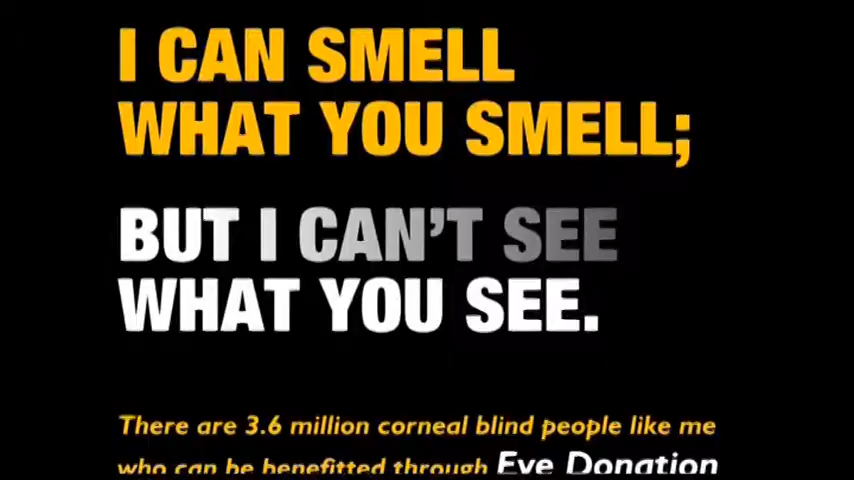 I CAN SMELL
WHAT YOU SMELL;
BUT I CAN'T SEE
WHAT YOU SEE.
There are 3.6 million corneal blind people like me
who can be benefitted through Eye Donation